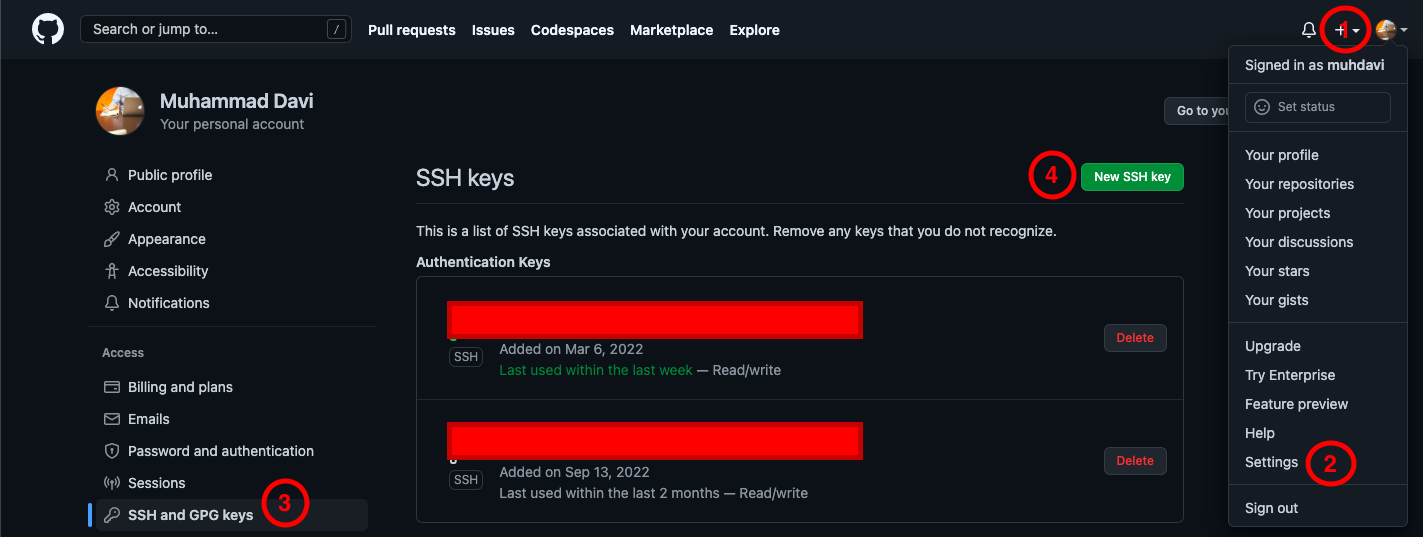 Search or jump to... /
Pull requests Issues Codespaces Marketplace Explore
1
Signed in as muhdavi
Set status
Your profile
Your repositories
Your projects
Your discussions
Your stars
Your gists
Upgrade
Try Enterprise
Feature preview
Help
Settings 2
Sign out
Muhammad Davi
Your personal account
Go to you
Public profile
Account
Appearance
Accessibility
Notifications
Access
Billing and plans
Emails
Password and authentication
Sessions
SSH and GPG keys 3
SSH keys
4 New SSH key
This is a list of SSH keys associated with your account. Remove any keys that you do not recognize.
Authentication Keys
SSH
Added on Mar 6, 2022
Last used within the last week — Read/write
Delete
SSH
Added on Sep 13, 2022
Last used within the last 2 months — Read/write
Delete